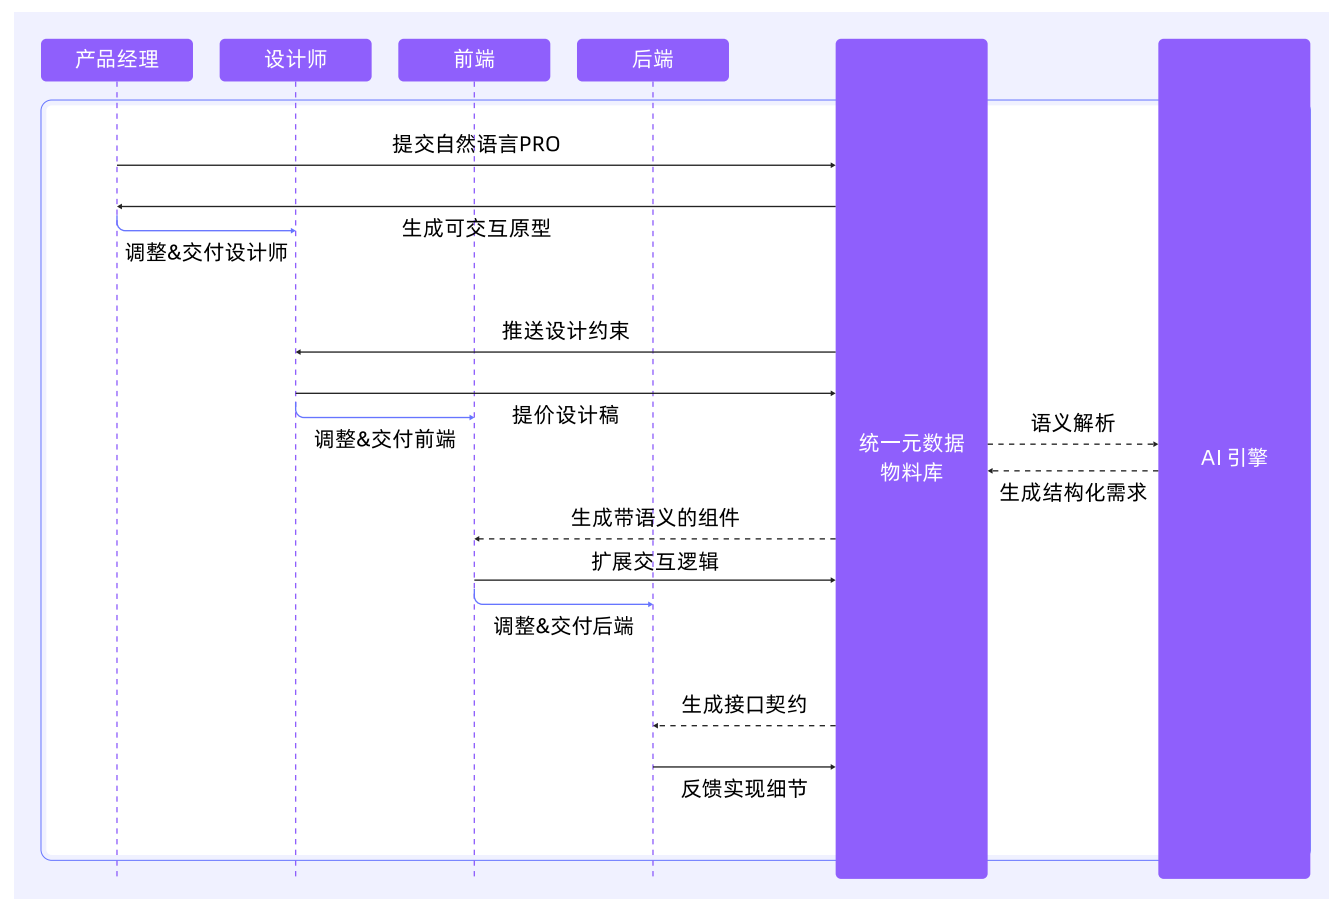 产品经理
设计师
前端
后端
提交自然语言PRO
生成可交互原型
调整&交付设计师
推送设计约束
提价设计稿
调整&交付前端
统一元数据
物料库
语义解析
AI 引擎
生成结构化需求
生成带语义的组件
扩展交互逻辑
调整&交付后端
生成接口契约
反馈实现细节